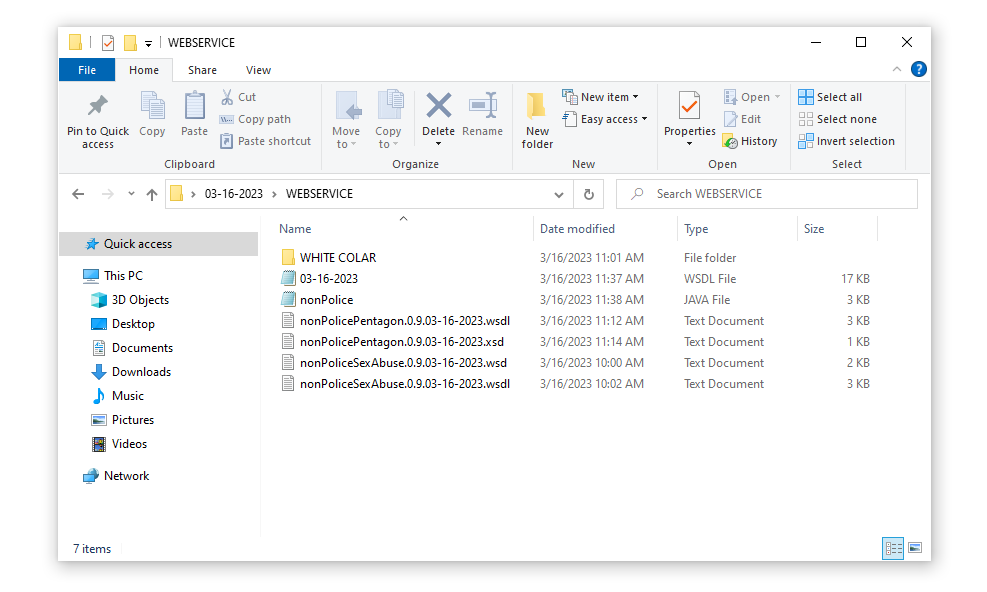 WEBSERVICE
File Home Share View
Pin to Quick access
Copy
Paste
Cut
Copy path
Paste shortcut
Clipboard
Move to
Copy to
Delete
Rename
Organize
New folder
New item
Easy access
New
Properties
Open
Edit
History
Open
Select all
Select none
Invert selection
Select
03-16-2023 > WEBSERVICE
Search WEBSERVICE
Quick access
This PC
3D Objects
Desktop
Documents
Downloads
Music
Pictures
Videos
Network
Name Date modified Type Size
WHITE COLAR 3/16/2023 11:01 AM File folder
03-16-2023 3/16/2023 11:37 AM WSDL File 17 KB
nonPolice 3/16/2023 11:38 AM JAVA File 3 KB
nonPolicePentagon.0.9.03-16-2023.wsdl 3/16/2023 11:12 AM Text Document 3 KB
nonPolicePentagon.0.9.03-16-2023.xsd 3/16/2023 11:14 AM Text Document 1 KB
nonPoliceSexAbuse.0.9.03-16-2023.wsd 3/16/2023 10:00 AM Text Document 2 KB
nonPoliceSexAbuse.0.9.03-16-2023.wsdl 3/16/2023 10:02 AM Text Document 3 KB
7 items